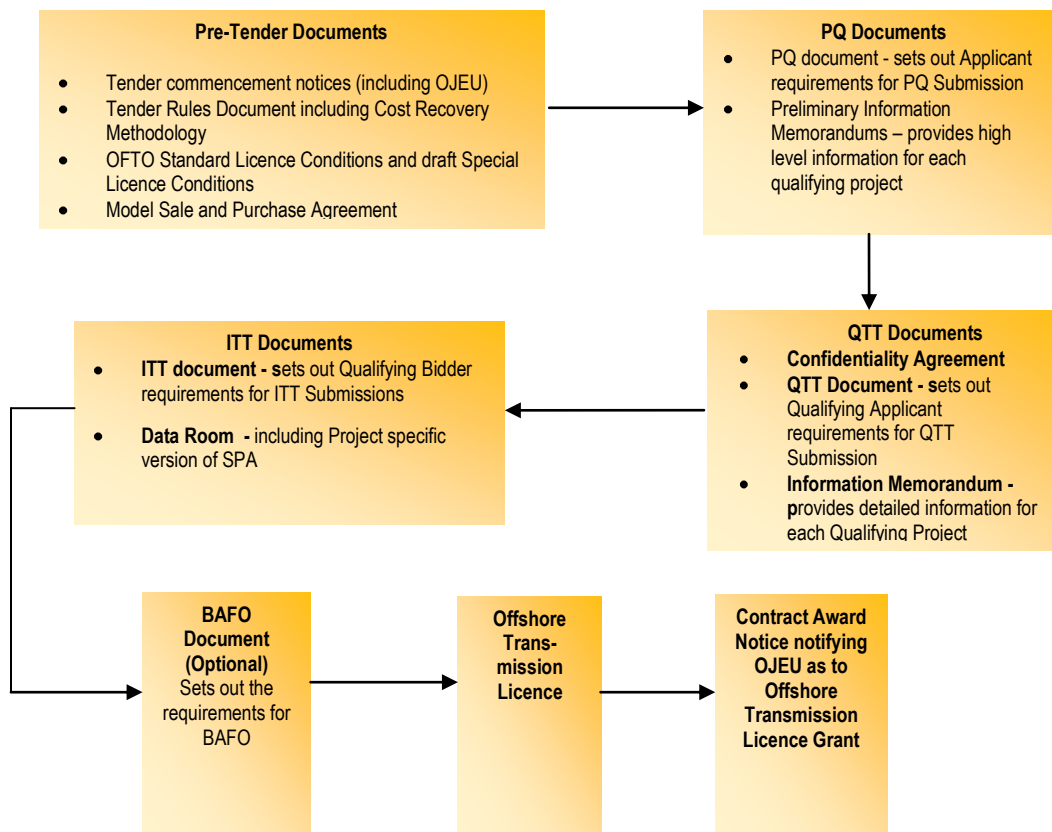 Pre-Tender Documents
• Tender commencement notices (including OJEU)
• Tender Rules Document including Cost Recovery
Methodology
• OFTO Standard Licence Conditions and draft Special
Licence Conditions
• Model Sale and Purchase Agreement
PQ Documents
• PQ document - sets out Applicant
requirements for PQ Submission
• Preliminary Information
Memorandums – provides high
level information for each
qualifying project
QTT Documents
• Confidentiality Agreement
• QTT Document - sets out
Qualifying Applicant
requirements for QTT
Submission
• Information Memorandum -
provides detailed information for
each Qualifying Project
ITT Documents
• ITT document - sets out Qualifying Bidder
requirements for ITT Submissions
• Data Room - including Project specific
version of SPA
BAFO
Document
(Optional)
Sets out the
requirements for
BAFO
Offshore
Trans-
mission
Licence
Contract Award
Notice notifying
OJEU as to
Offshore
Transmission
Licence Grant